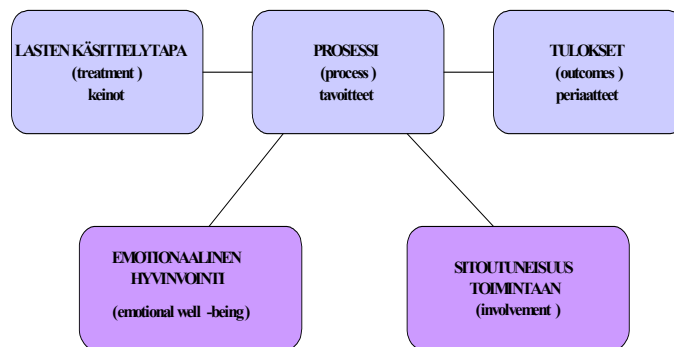 LASTEN KÄSITTELYTAPA
(treatment )
keinot
PROSESSI
(process )
tavoitteet
TULOKSET
(outcomes )
periaatteet
EMOTIONAALINEN
HYVINVOINTI
(emotional well -being)
SITOUTUNEISUUS
TOIMINTAAN
(involvement )